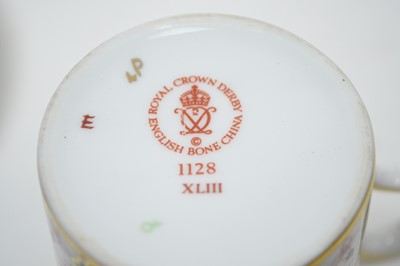 ROYAL CROWN DERBY
ENGLISH BONE CHINA
©
1128
XLIII
E